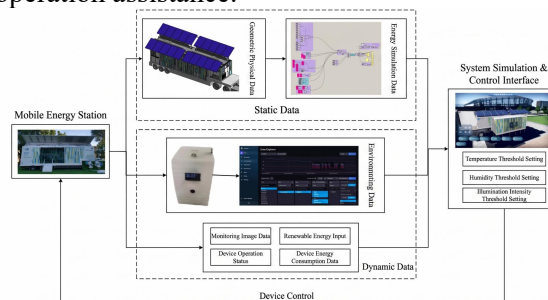 operation assistance.
Geometric Physical Data
Energy Simulation Data
Static Data
System Simulation &
Control Interface
Mobile Energy Station
Environmning Data
Temperature Threshold Setting
Humidity Threshold Setting
Illumination Intensity
Threshold Setting
Monitoring Image Data
Renewable Energy Input
Device Operation
Status
Device Energy
Consumption Data
Dynamic Data
Device Control